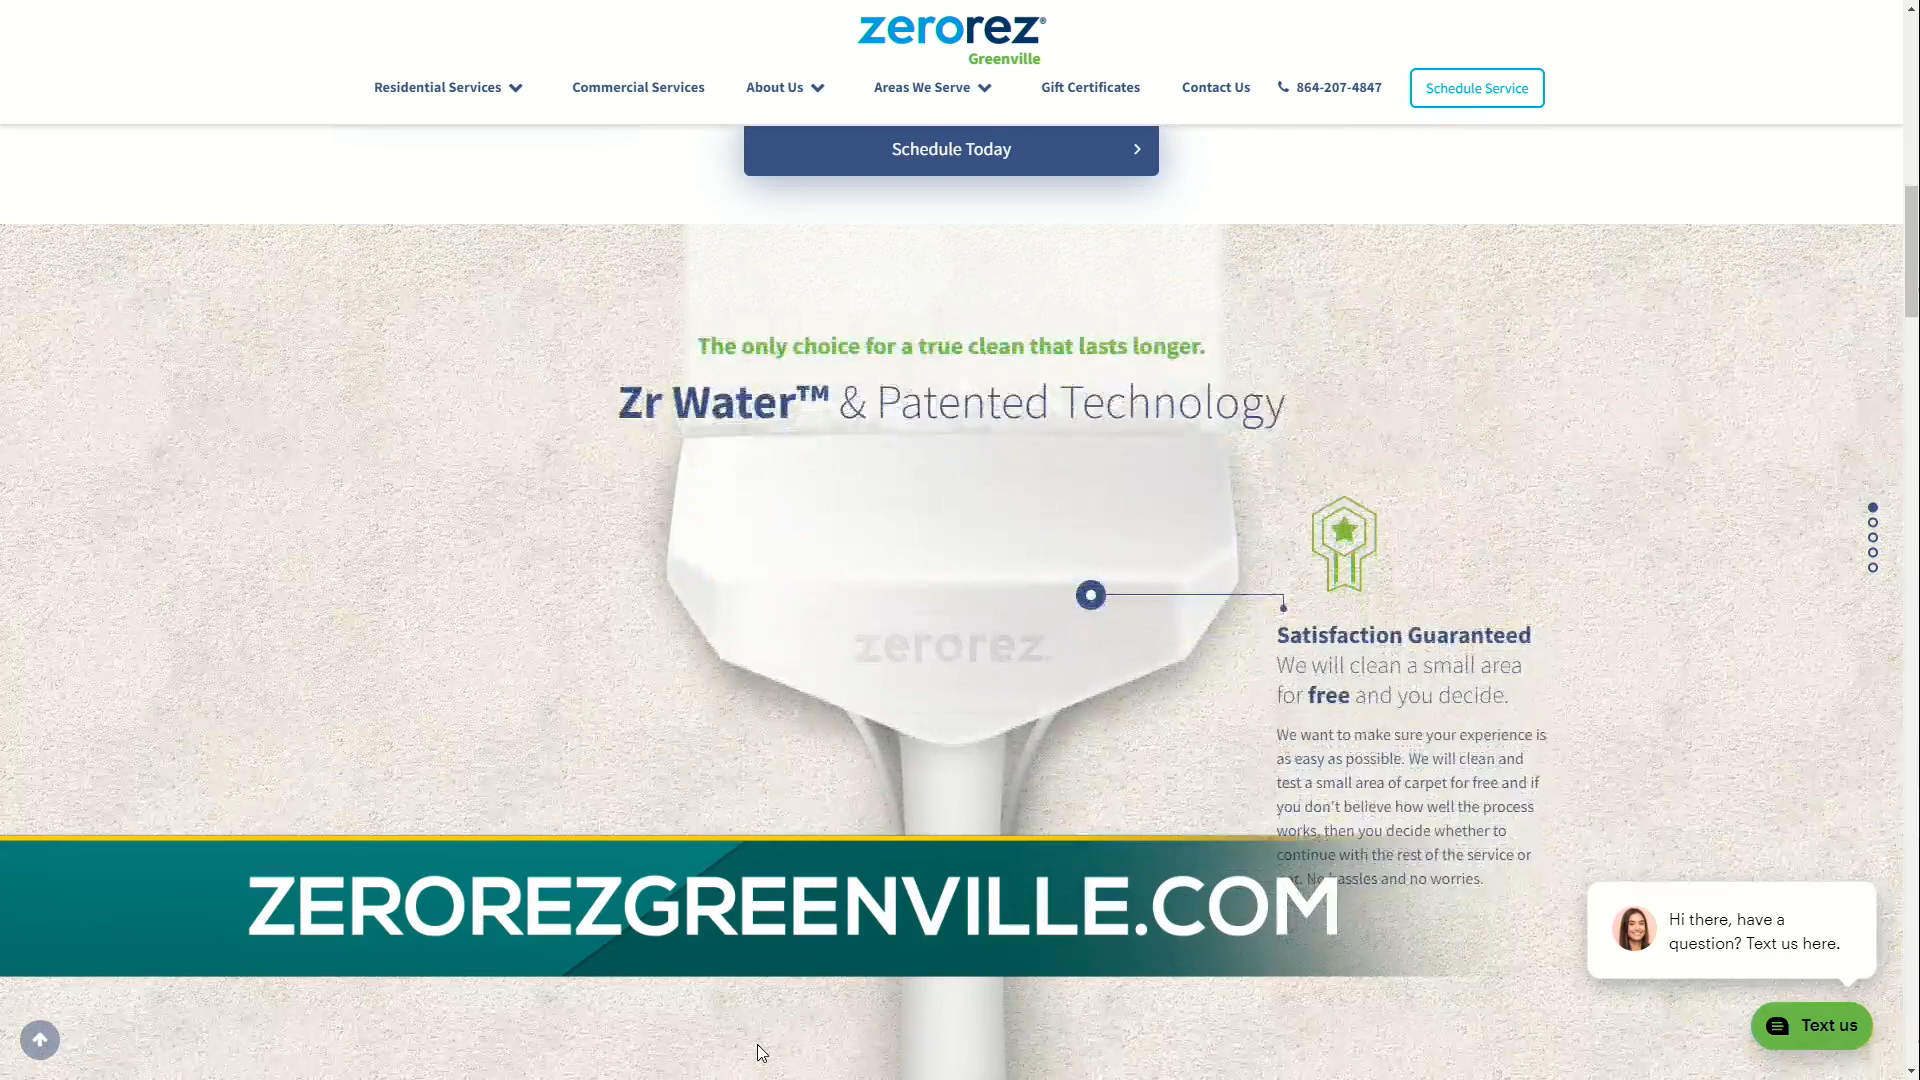 zerorez®
Greenville
Residential Services
Commercial Services
About Us
Areas We Serve
Gift Certificates
Contact Us
864-207-4847
Schedule Service
Schedule Today
The only choice for a true clean that lasts longer.
Zr Water™ & Patented Technology
zerorez
Satisfaction Guaranteed
We will clean a small area
for free and you decide.
We want to make sure your experience is
as easy as possible. We will clean and
test a small area of carpet for free and if
you don't believe how well the process
works, then you decide whether to
continue with the rest of the service or
hassles and no worries.
ZEROREZGREENVILLE.COM
Hi there, have a
question? Text us here.
Text us